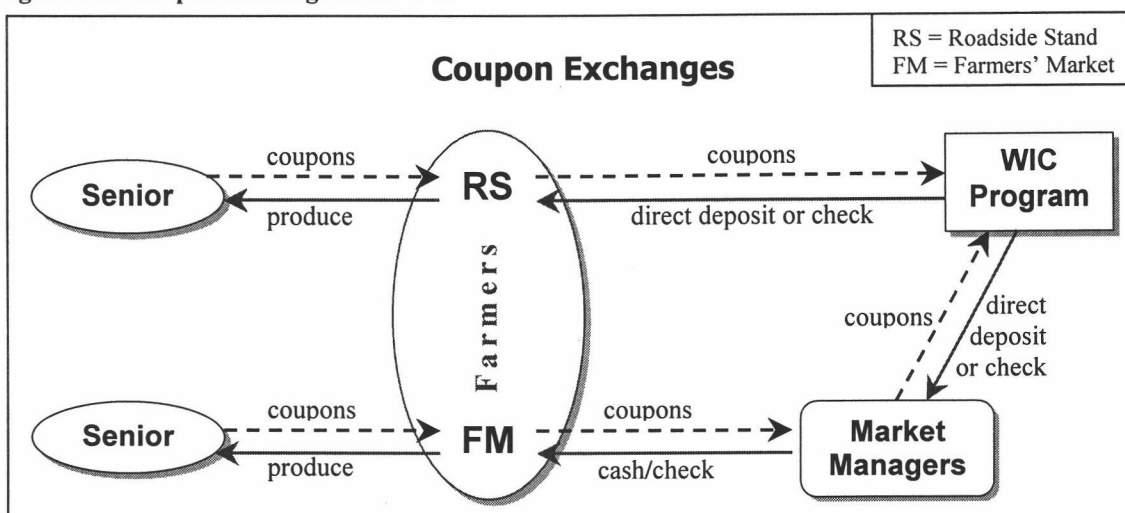 RS = Roadside Stand
FM = Farmers' Market
Coupon Exchanges
Senior
coupons
produce
RS
coupons
direct deposit or check
WIC
Program
Farmers
coupons
direct
deposit
or check
Senior
coupons
produce
FM
coupons
cash/check
Market
Managers